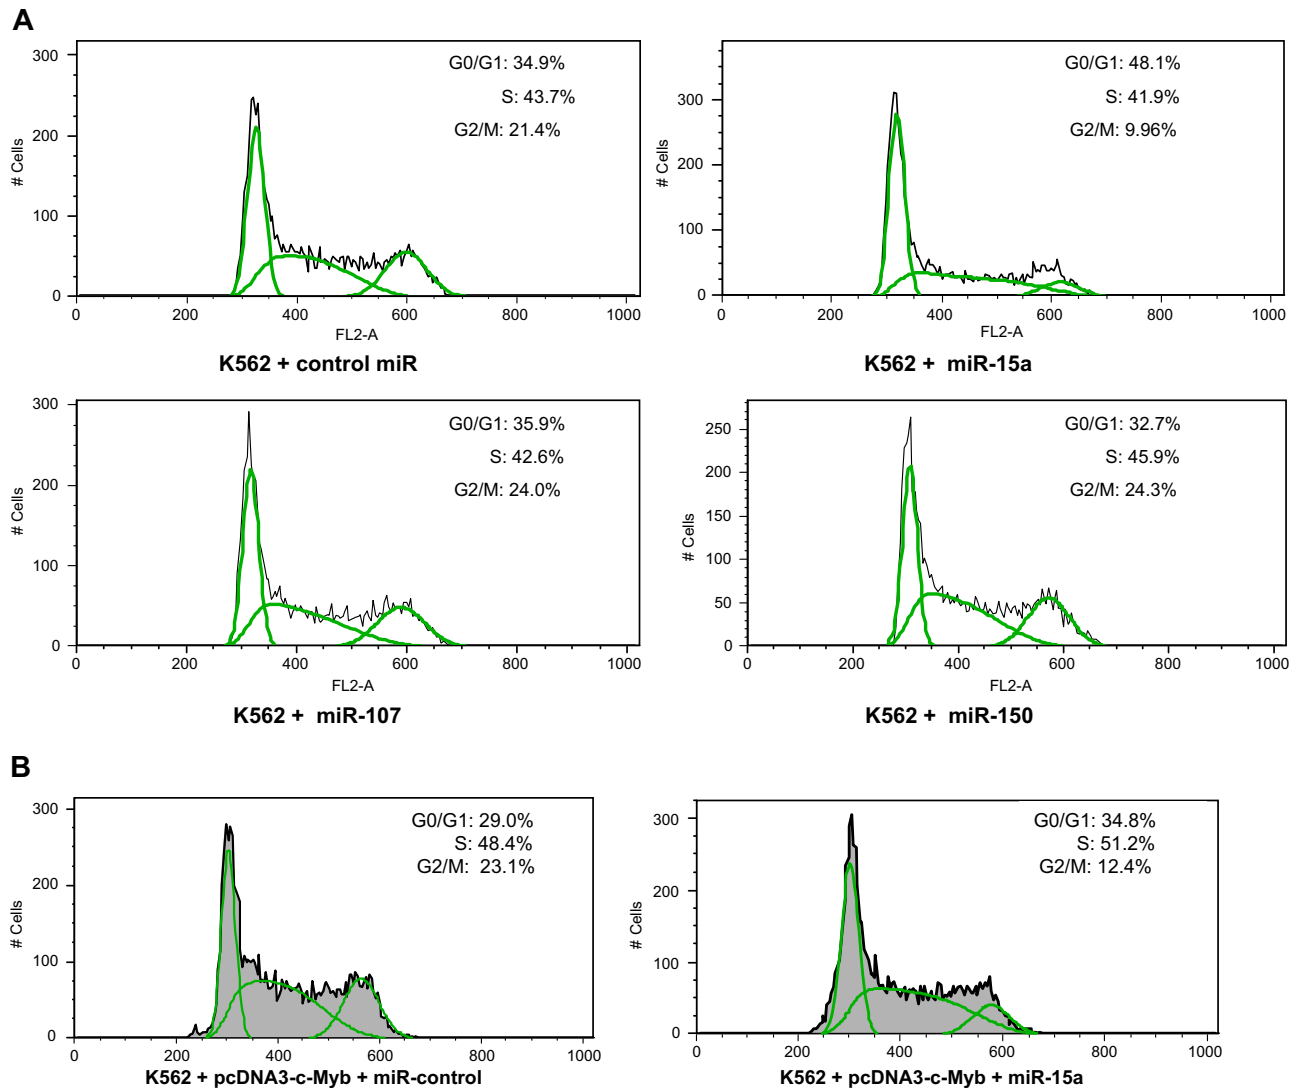 A
300
200
100
0
# Cells
G0/G1: 34.9%
S: 43.7%
G2/M: 21.4%
0 200 400 600 800 1000
FL2-A
K562 + control miR
300
200
100
0
# Cells
G0/G1: 48.1%
S: 41.9%
G2/M: 9.96%
0 200 400 600 800 1000
FL2-A
K562 + miR-15a
300
200
100
0
# Cells
G0/G1: 35.9%
S: 42.6%
G2/M: 24.0%
0 200 400 600 800 1000
FL2-A
K562 + miR-107
250
200
150
100
50
0
# Cells
G0/G1: 32.7%
S: 45.9%
G2/M: 24.3%
0 200 400 600 800 1000
FL2-A
K562 + miR-150
B
300
200
100
0
# Cells
G0/G1: 29.0%
S: 48.4%
G2/M: 23.1%
0 200 400 600 800 1000
K562 + pcDNA3-c-Myb + miR-control
300
200
100
0
# Cells
G0/G1: 34.8%
S: 51.2%
G2/M: 12.4%
0 200 400 600 800 1000
K562 + pcDNA3-c-Myb + miR-15a